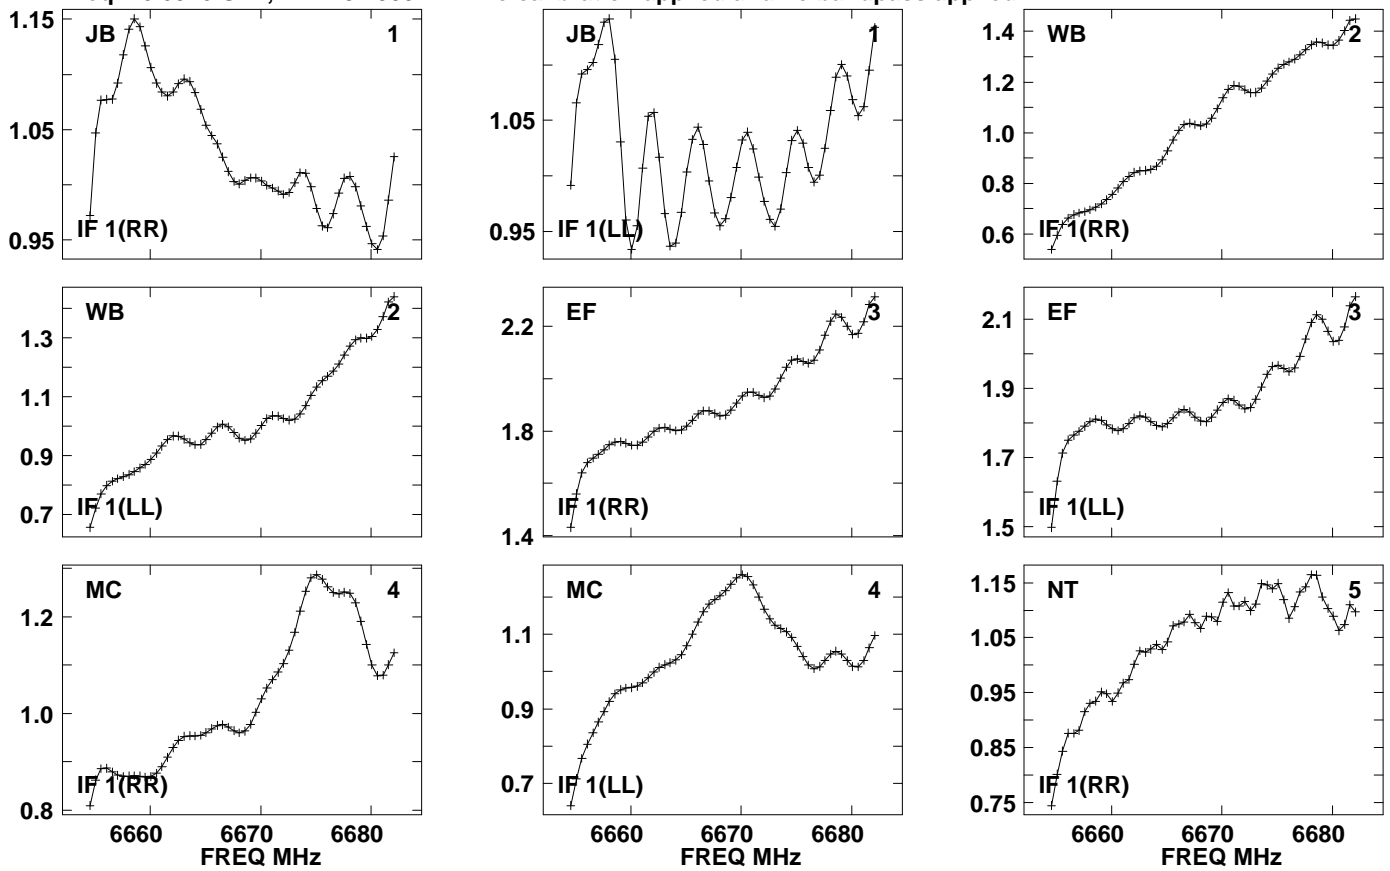 JB 1
1.15
1.05
0.95
IF 1(RR)
JB 1
1.05
0.95
IF 1(LL)
WB 2
1.4
1.2
1.0
0.8
0.6
IF 1(RR)
WB 2
1.3
1.1
0.9
0.7
IF 1(LL)
EF 3
2.2
1.8
1.4
IF 1(RR)
EF 3
2.1
1.9
1.7
1.5
IF 1(LL)
MC 4
1.2
1.0
0.8
IF 1(RR)
6660 6670 6680
FREQ MHz
MC 4
1.1
0.9
0.7
IF 1(LL)
6660 6670 6680
NT 5
1.15
1.05
0.95
0.85
0.75
IF 1(RR)
6660 6670 6680
FREQ MHz